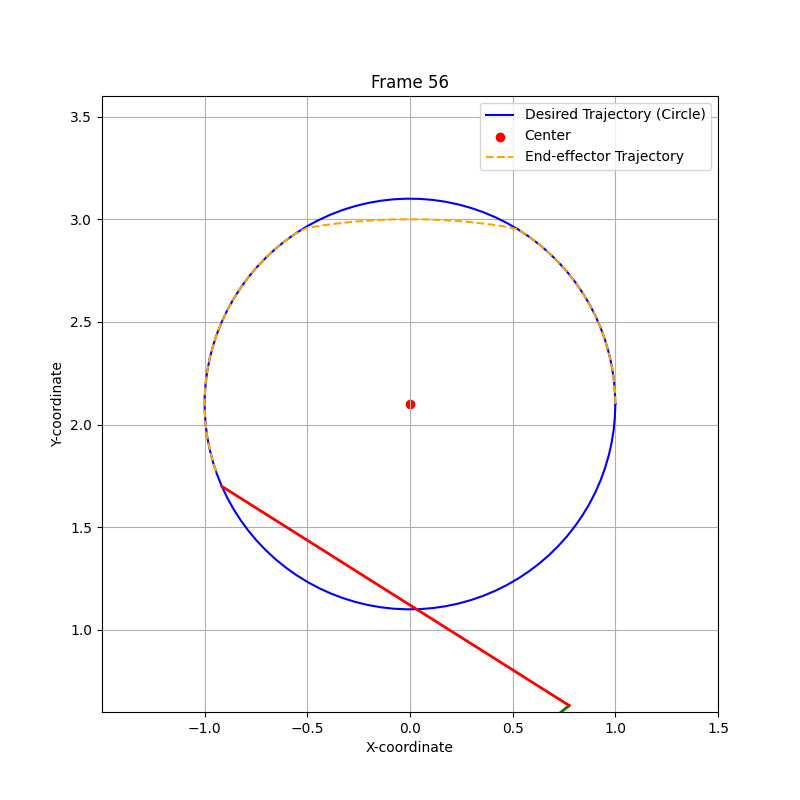 Frame 56
Desired Trajectory (Circle)
Center
End-effector Trajectory
3.5
3.0
2.5
2.0
1.5
1.0
Y-coordinate
−1.0
−0.5
0.0
0.5
1.0
1.5
X-coordinate